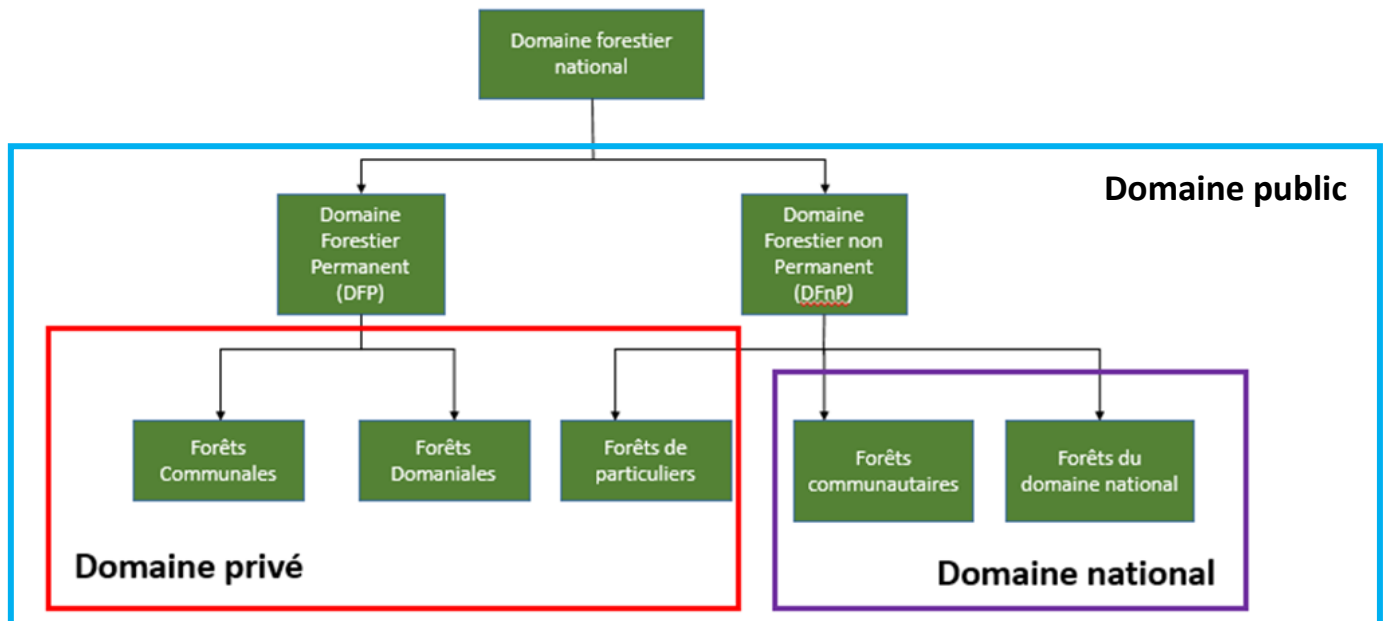 Domaine forestier
national
Domaine public
Domaine
Forestier
Permanent
(DFP)
Domaine
Forestier non
Permanent
(DFnP)
Forêts
Communales
Forêts
Domaniales
Forêts de
particuliers
Forêts
communautaires
Forêts du
domaine national
Domaine privé
Domaine national